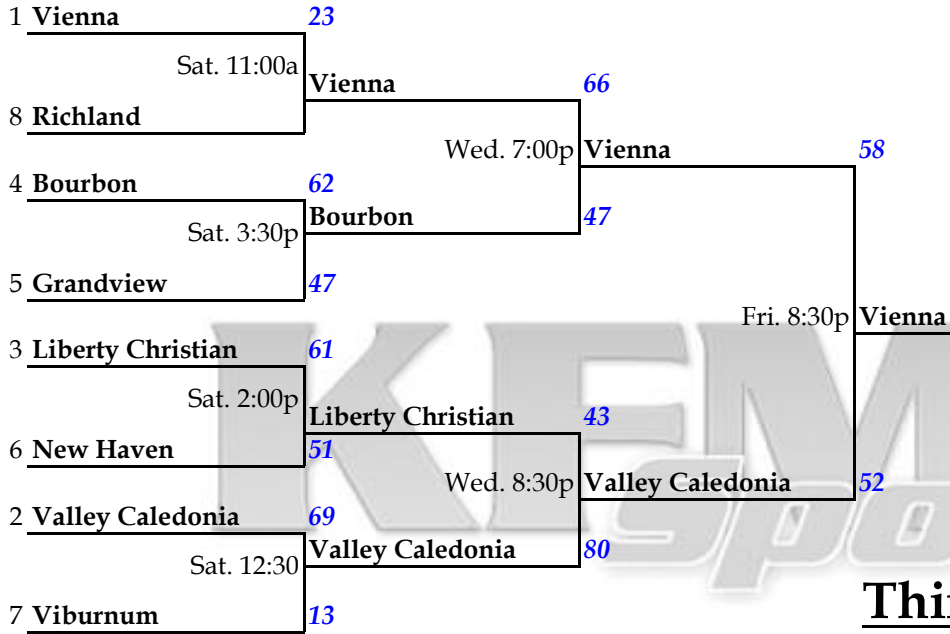 1 Vienna 23
Sat. 11:00a
Vienna 66
8 Richland
Wed. 7:00p Vienna 58
4 Bourbon 62
Sat. 3:30p
Bourbon 47
5 Grandview 47
Fri. 8:30p Vienna
3 Liberty Christian 61
Sat. 2:00p
Liberty Christian 43
6 New Haven 51
Wed. 8:30p Valley Caledonia 52
2 Valley Caledonia 69
Valley Caledonia 80
Sat. 12:30
7 Viburnum 13